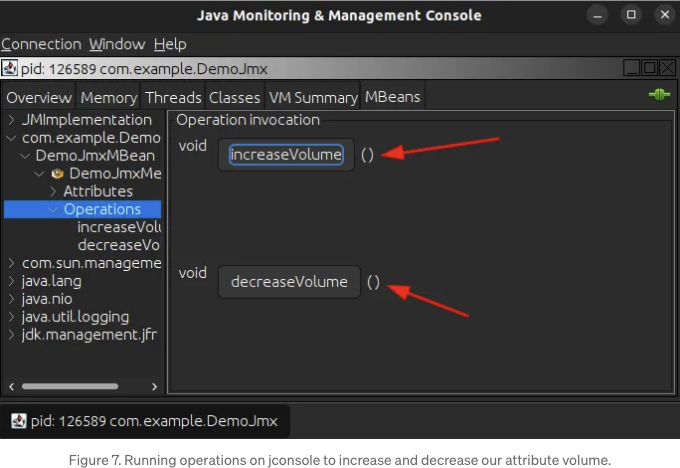 Java Monitoring & Management Console
Connection Window Help
pid: 126589 com.example.DemoJmx
Overview Memory Threads Classes VM Summary MBeans
JMImplementation
com.example.Demo
DemoJmxMBean
DemoJmxMe
Attributes
Operations
increaseVolu
decreaseVo
com.sun.manageme
java.lang
java.nio
java.util.logging
jdk.management.jfr
Operation invocation
void increaseVolume ()
void decreaseVolume ()
pid: 126589 com.example.DemoJmx
Figure 7. Running operations on jconsole to increase and decrease our attribute volume.